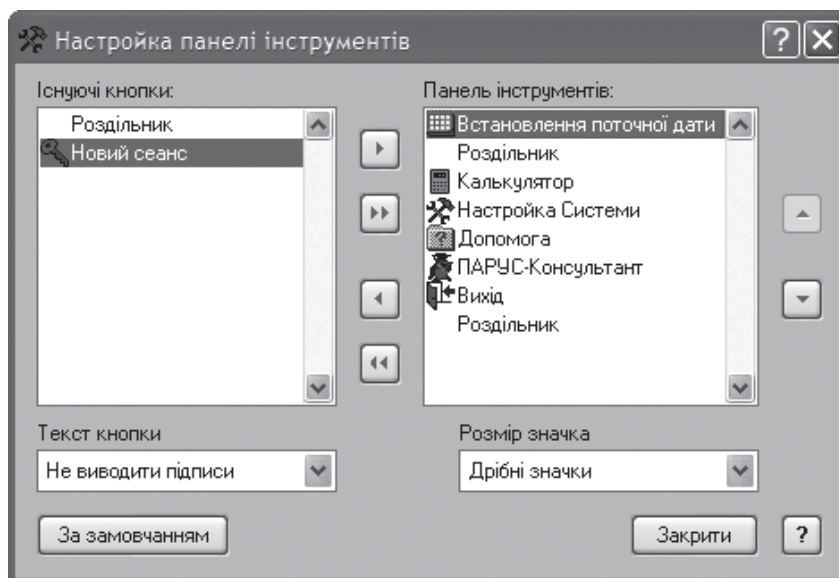 Настройка панелі інструментів
Існуючі кнопки:
Роздільник
Новий сеанс
Панель інструментів:
Встановлення поточної дати
Роздільник
Калькулятор
Настройка Системи
Допомога
ПАРУС-Консультант
Вихід
Роздільник
Текст кнопки
Не виводити підписи
Розмір значка
Дрібні значки
За замовчанням
Закрити
?